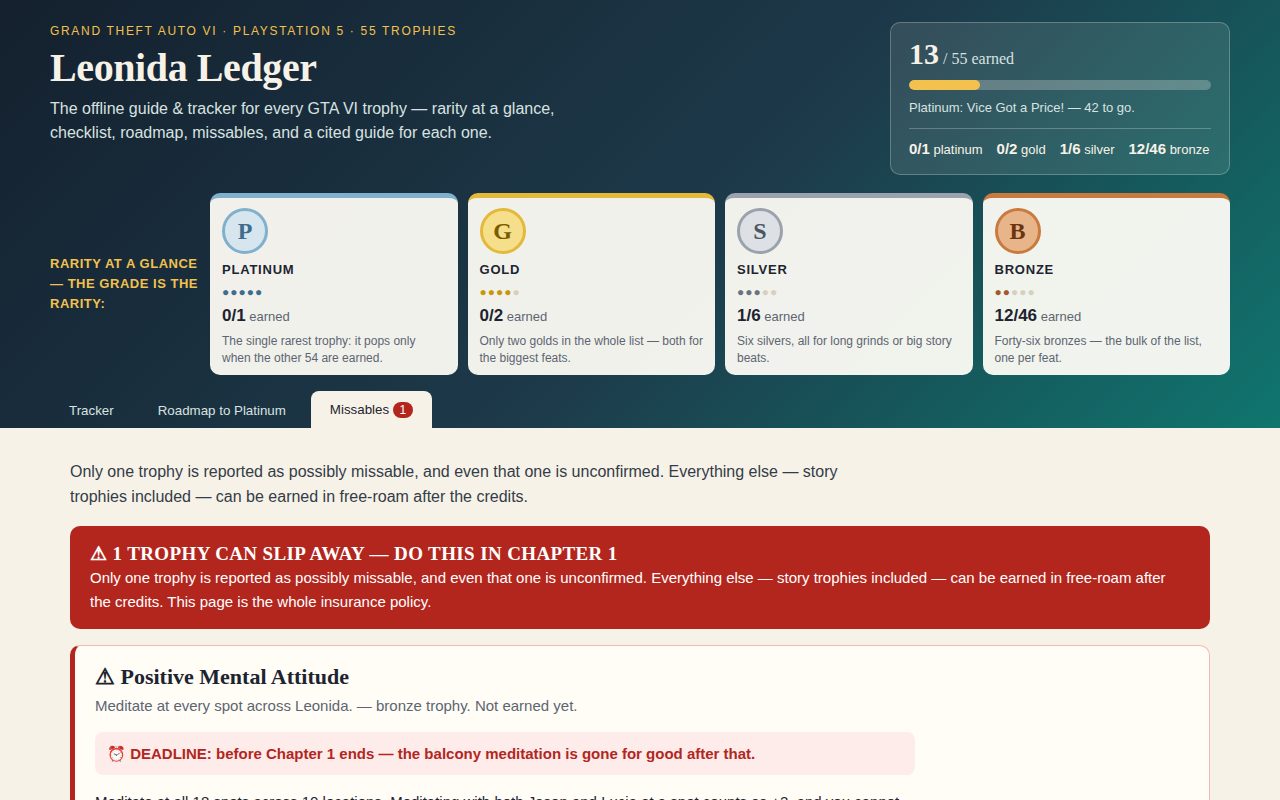 GRAND THEFT AUTO VI · PLAYSTATION 5 · 55 TROPHIES
Leonida Ledger
The offline guide & tracker for every GTA VI trophy — rarity at a glance,
checklist, roadmap, missables, and a cited guide for each one.
13 / 55 earned
Platinum: Vice Got a Price! — 42 to go.
0/1 platinum 0/2 gold 1/6 silver 12/46 bronze
RARITY AT A GLANCE
— THE GRADE IS THE
RARITY:
P
PLATINUM
0/1 earned
The single rarest trophy: it pops only
when the other 54 are earned.
G
GOLD
0/2 earned
Only two golds in the whole list — both for
the biggest feats.
S
SILVER
1/6 earned
Six silvers, all for long grinds or big story
beats.
B
BRONZE
12/46 earned
Forty-six bronzes — the bulk of the list,
one per feat.
Tracker
Roadmap to Platinum
Missables 1
Only one trophy is reported as possibly missable, and even that one is unconfirmed. Everything else — story
trophies included — can be earned in free-roam after the credits.
⚠ 1 TROPHY CAN SLIP AWAY — DO THIS IN CHAPTER 1
Only one trophy is reported as possibly missable, and even that one is unconfirmed. Everything else — story trophies included — can be earned in free-roam after
the credits. This page is the whole insurance policy.
⚠ Positive Mental Attitude
Meditate at every spot across Leonida. — bronze trophy. Not earned yet.
⏰ DEADLINE: before Chapter 1 ends — the balcony meditation is gone for good after that.